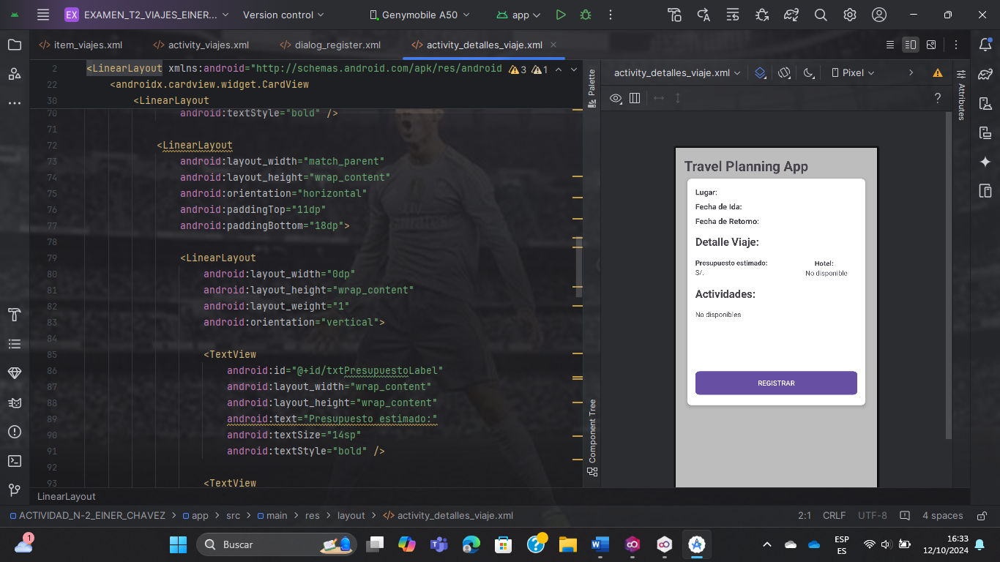 EX EXAMEN_T2_VIAJES_EINER... Version control Genymobile A50 app
item_viajes.xml activity_viajes.xml dialog_register.xml activity_detalles_viaje.xml
2 <LinearLayout xmlns:android="http://schemas.android.com/apk/res/android 3 1
22 <androidx.cardview.widget.CardView
30 <LinearLayout
70 android:textStyle="bold" />
71
72 <LinearLayout
73 android:layout_width="match_parent"
74 android:layout_height="wrap_content"
75 android:orientation="horizontal"
76 android:paddingTop="11dp"
77 android:paddingBottom="18dp">
78
79 <LinearLayout
80 android:layout_width="0dp"
81 android:layout_height="wrap_content"
82 android:layout_weight="1"
83 android:orientation="vertical">
84
85 <TextView
86 android:id="@+id/txtPresupuestoLabel"
87 android:layout_width="wrap_content"
88 android:layout_height="wrap_content"
89 android:text="Presupuesto estimado:"
90 android:textSize="14sp"
91 android:textStyle="bold" />
92
93 <TextView
LinearLayout
Palette
Component Tree
activity_detalles_viaje.xml Pixel
?
Attributes
Travel Planning App
Lugar:
Fecha de Ida:
Fecha de Retorno:
Detalle Viaje:
Presupuesto estimado: Hotel:
S/. No disponible
Actividades:
No disponibles
REGISTRAR
ACTIVIDAD_N-2_EINER_CHAVEZ > app > src > main > res > layout > activity_detalles_viaje.xml 2:1 CRLF UTF-8 4 spaces
1 Buscar ESP 16:33
ES 12/10/2024